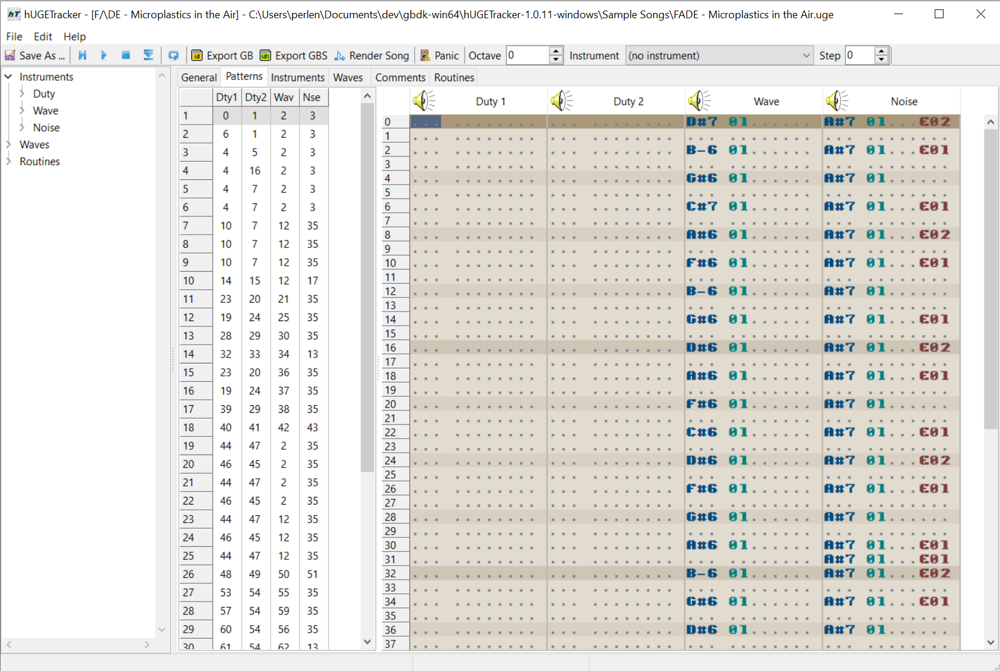 hT hUGETracker - [F/\DE - Microplastics in the Air] - C:\Users\perlen\Documents\dev\gbdk-win64\hUGETracker-1.0.11-windows\Sample Songs\FADE - Microplastics in the Air.uge
File Edit Help
Save As ... GB Export GB GBS Export GBS Render Song Panic Octave 0 Instrument (no instrument) Step 0
Instruments
Duty
Wave
Noise
Waves
Routines
General Patterns Instruments Waves Comments Routines
Dty1 Dty2 Wav Nse
1 0 1 2 3
2 6 1 2 3
3 4 5 2 3
4 4 16 2 3
5 4 7 2 3
6 4 7 2 3
7 10 7 12 35
8 10 7 12 35
9 10 7 12 35
10 14 15 12 17
11 23 20 21 35
12 19 24 25 35
13 28 29 30 35
14 32 33 34 13
15 23 20 36 35
16 19 24 37 35
17 39 29 38 35
18 40 41 42 43
19 44 47 2 35
20 46 45 2 35
21 44 47 2 35
22 46 45 2 35
23 44 47 12 35
24 46 45 12 35
25 44 47 12 35
26 48 49 50 51
27 53 54 55 35
28 57 54 59 35
29 60 54 56 35
30 61 54 62 13
Duty 1 Duty 2 Wave Noise
0 ... ........ ... ........ D#7 01...... A#7 01...E02
1 ... ........ ... ........ ... ........ ... ........
2 ... ........ ... ........ B-6 01...... A#7 01...E01
3 ... ........ ... ........ ... ........ ... ........
4 ... ........ ... ........ G#6 01...... A#7 01......
5 ... ........ ... ........ ... ........ ... ........
6 ... ........ ... ........ C#7 01...... A#7 01...E01
7 ... ........ ... ........ ... ........ ... ........
8 ... ........ ... ........ A#6 01...... A#7 01...E02
9 ... ........ ... ........ ... ........ ... ........
10 ... ........ ... ........ F#6 01...... A#7 01...E01
11 ... ........ ... ........ ... ........ ... ........
12 ... ........ ... ........ B-6 01...... A#7 01......
13 ... ........ ... ........ ... ........ ... ........
14 ... ........ ... ........ G#6 01...... A#7 01...E01
15 ... ........ ... ........ ... ........ ... ........
16 ... ........ ... ........ D#6 01...... A#7 01...E02
17 ... ........ ... ........ ... ........ ... ........
18 ... ........ ... ........ A#6 01...... A#7 01...E01
19 ... ........ ... ........ ... ........ ... ........
20 ... ........ ... ........ F#6 01...... A#7 01......
21 ... ........ ... ........ ... ........ ... ........
22 ... ........ ... ........ C#6 01...... A#7 01...E01
23 ... ........ ... ........ ... ........ ... ........
24 ... ........ ... ........ D#6 01...... A#7 01...E02
25 ... ........ ... ........ ... ........ ... ........
26 ... ........ ... ........ F#6 01...... A#7 01...E01
27 ... ........ ... ........ ... ........ ... ........
28 ... ........ ... ........ G#6 01...... A#7 01......
29 ... ........ ... ........ ... ........ ... ........
30 ... ........ ... ........ A#6 01...... A#7 01...E01
31 ... ........ ... ........ ... ........ A#7 01...E01
32 ... ........ ... ........ B-6 01...... A#7 01...E02
33 ... ........ ... ........ ... ........ ... ........
34 ... ........ ... ........ G#6 01...... A#7 01...E01
35 ... ........ ... ........ ... ........ ... ........
36 ... ........ ... ........ D#6 01...... A#7 01......
37 ... ........ ... ........ ... ........ ... ........